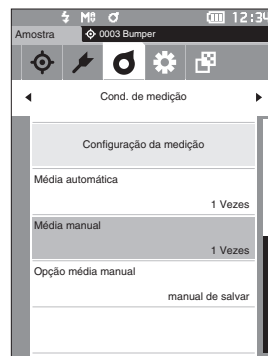 12:34
Amostra 0003 Bumper
Cond. de medição
Configuração da medição
Média automática
1 Vezes
Média manual
1 Vezes
Opção média manual
manual de salvar